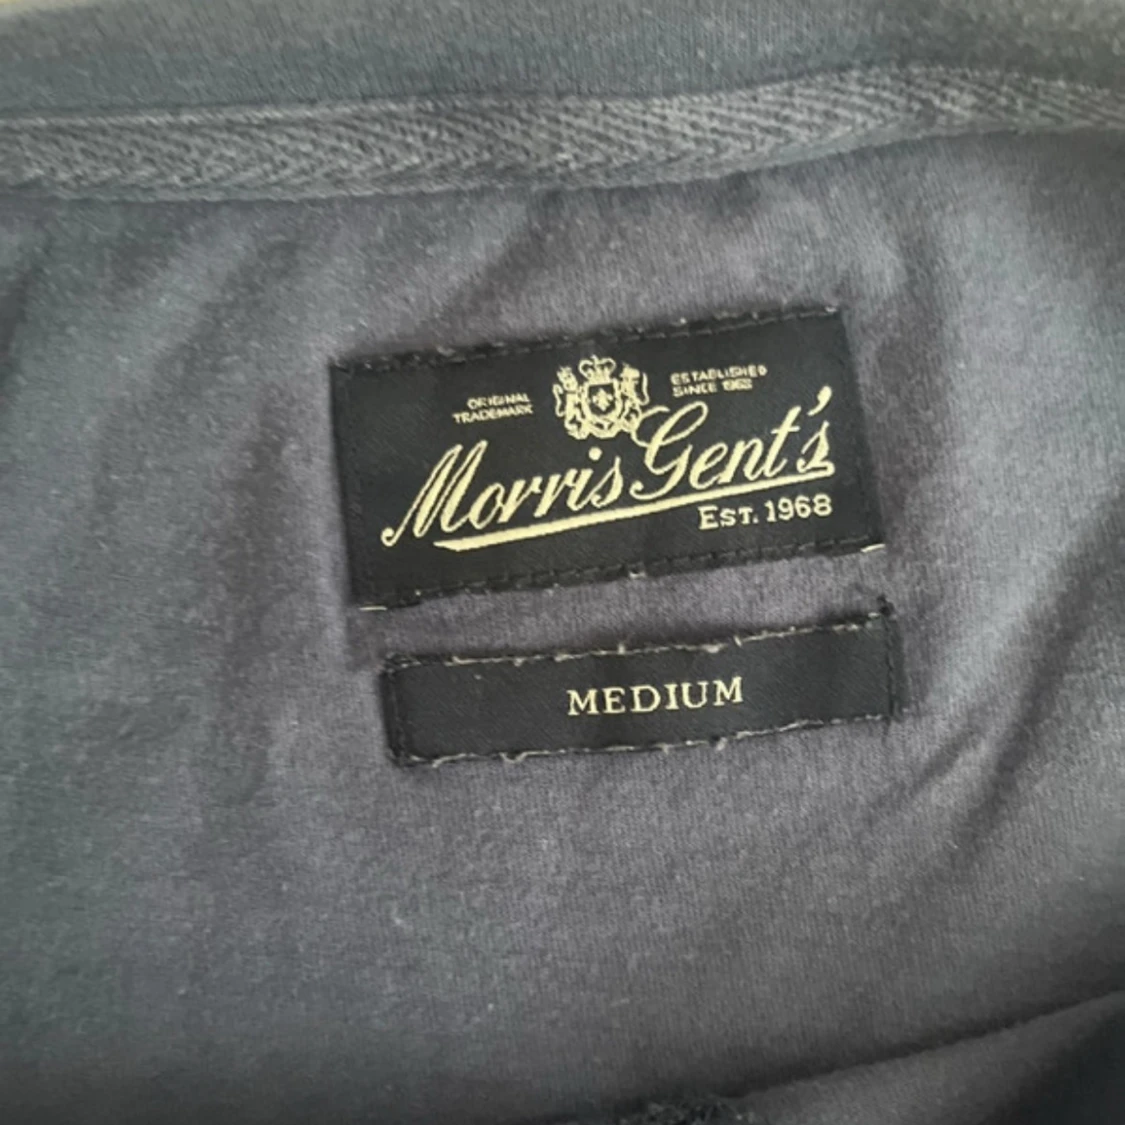 ORIGINAL
TRADEMARK
ESTABLISHED
SINCE 1968
Morris Gent's
EST. 1968
MEDIUM